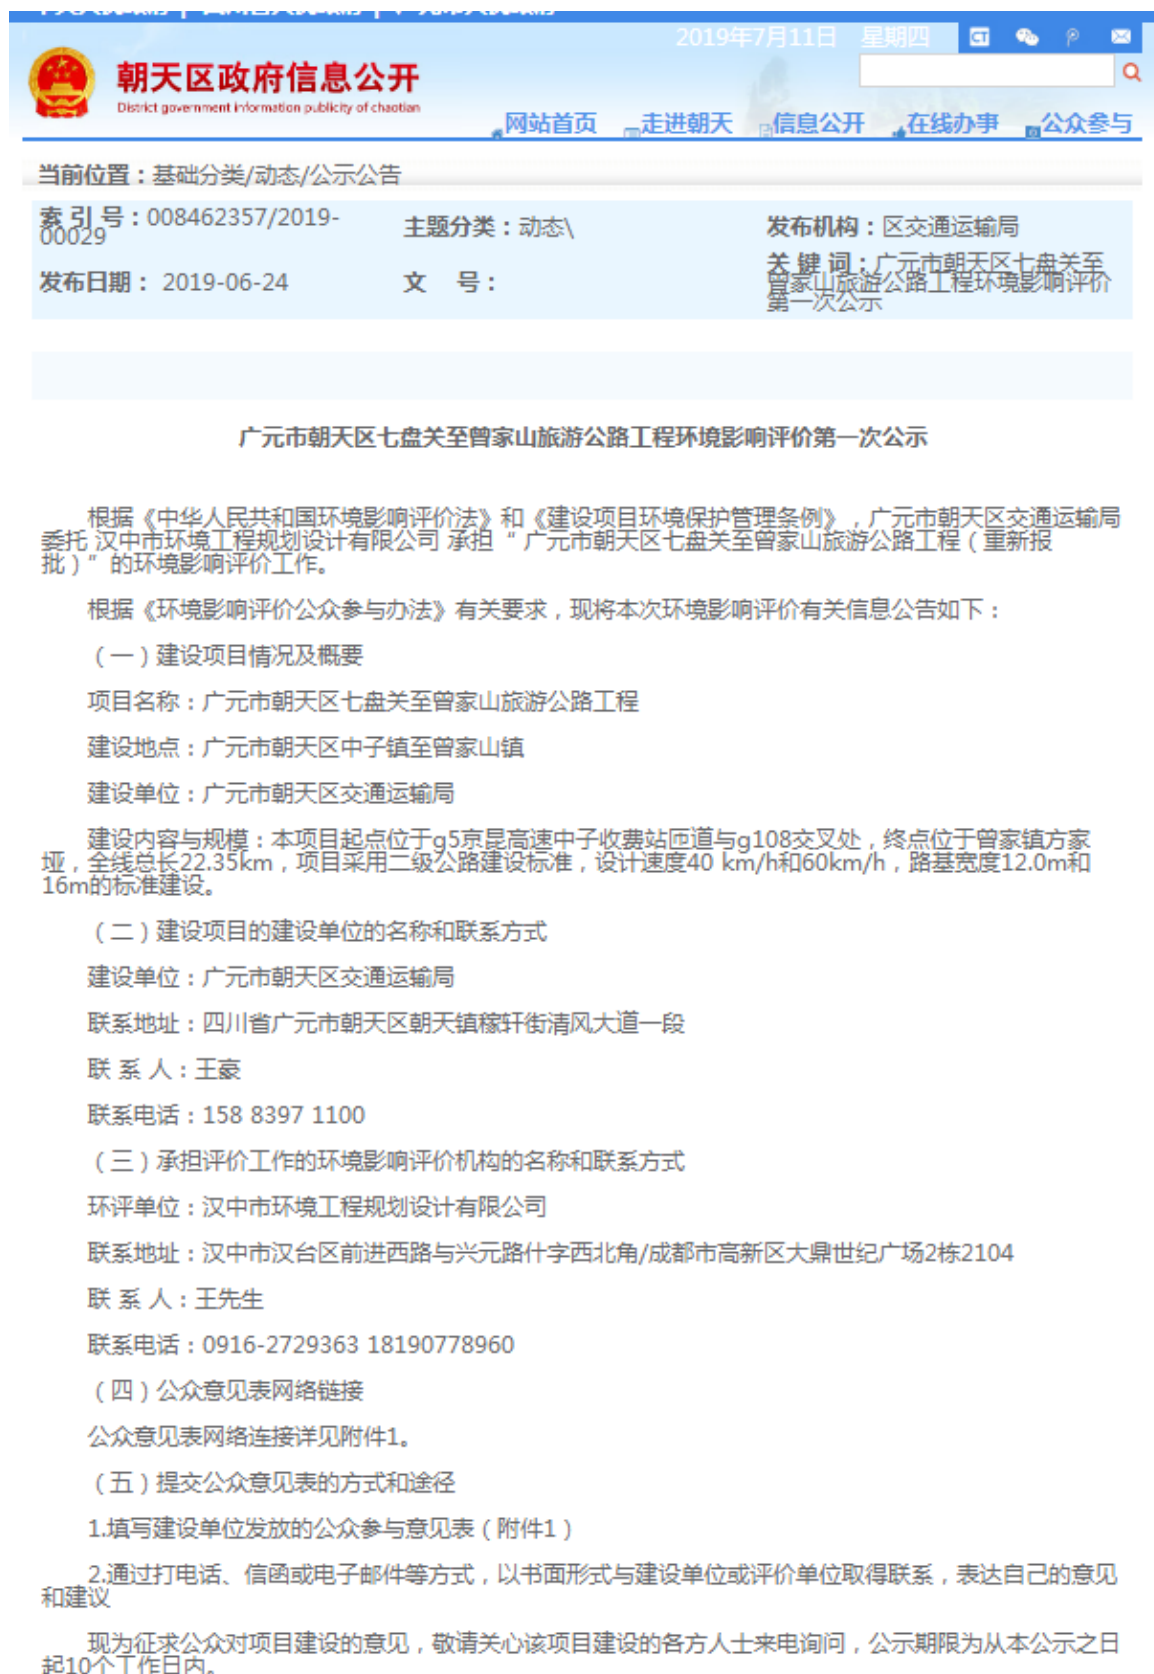 2019年7月11日 星期四
朝天区政府信息公开
District government information publicity of chaotian
网站首页 走进朝天 信息公开 在线办事 公众参与
当前位置：基础分类/动态/公示公告
索 引 号：008462357/2019-
00029
主题分类：动态\
发布机构：区交通运输局
发布日期： 2019-06-24
文 号：
关 键 词：广元市朝天区七盘关至
曾家山旅游公路工程环境影响评价
第一次公示
广元市朝天区七盘关至曾家山旅游公路工程环境影响评价第一次公示
根据《中华人民共和国环境影响评价法》和《建设项目环境保护管理条例》，广元市朝天区交通运输局
委托 汉中市环境工程规划设计有限公司 承担“ 广元市朝天区七盘关至曾家山旅游公路工程（重新报
批）”的环境影响评价工作。
根据《环境影响评价公众参与办法》有关要求，现将本次环境影响评价有关信息公告如下：
（一）建设项目情况及概要
项目名称：广元市朝天区七盘关至曾家山旅游公路工程
建设地点：广元市朝天区中子镇至曾家山镇
建设单位：广元市朝天区交通运输局
建设内容与规模：本项目起点位于g5京昆高速中子收费站匝道与g108交叉处，终点位于曾家镇方家
垭，全线总长22.35km，项目采用二级公路建设标准，设计速度40 km/h和60km/h，路基宽度12.0m和
16m的标准建设。
（二）建设项目的建设单位的名称和联系方式
建设单位：广元市朝天区交通运输局
联系地址：四川省广元市朝天区朝天镇稼轩街清风大道一段
联 系 人：王豪
联系电话：158 8397 1100
（三）承担评价工作的环境影响评价机构的名称和联系方式
环评单位：汉中市环境工程规划设计有限公司
联系地址：汉中市汉台区前进西路与兴元路什字西北角/成都市高新区大鼎世纪广场2栋2104
联 系 人：王先生
联系电话：0916-2729363 18190778960
（四）公众意见表网络链接
公众意见表网络连接详见附件1。
（五）提交公众意见表的方式和途径
1.填写建设单位发放的公众参与意见表（附件1）
2.通过打电话、信函或电子邮件等方式，以书面形式与建设单位或评价单位取得联系，表达自己的意见
和建议
现为征求公众对项目建设的意见，敬请关心该项目建设的各方人士来电询问，公示期限为从本公示之日
起10个工作日内。